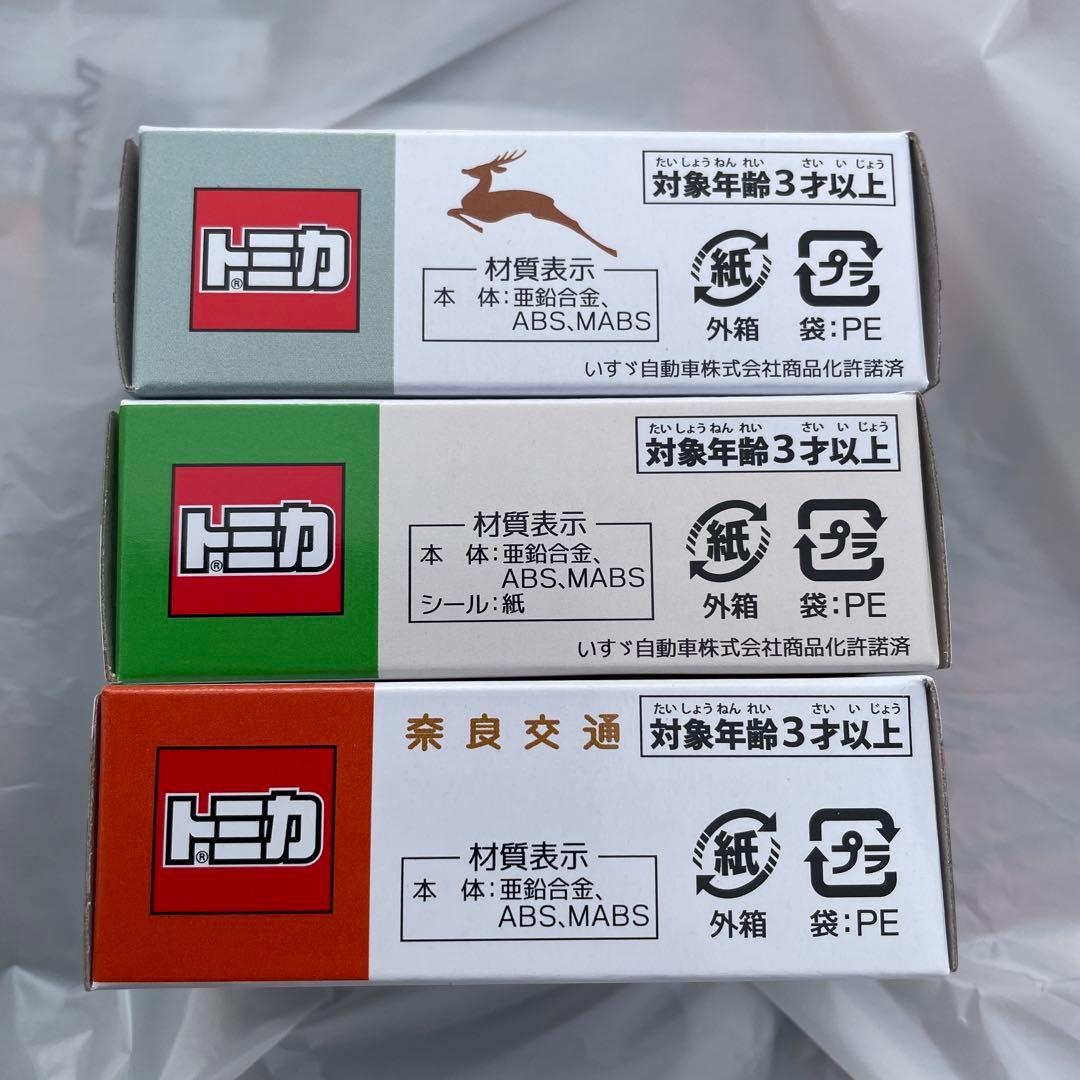 トミカ®
たいしょうねんれい さいいじょう
対象年齢3才以上
材質表示
本 体:亜鉛合金、
ABS、MABS
紙
外箱
プラ
袋:PE
いすゞ自動車株式会社商品化許諾済
トミカ®
たいしょうねんれい さいいじょう
対象年齢3才以上
材質表示
本 体:亜鉛合金、
ABS、MABS
シール:紙
紙
外箱
プラ
袋:PE
いすゞ自動車株式会社商品化許諾済
トミカ®
奈良交通
たいしょうねんれい さいいじょう
対象年齢3才以上
材質表示
本 体:亜鉛合金、
ABS、MABS
紙
外箱
プラ
袋:PE